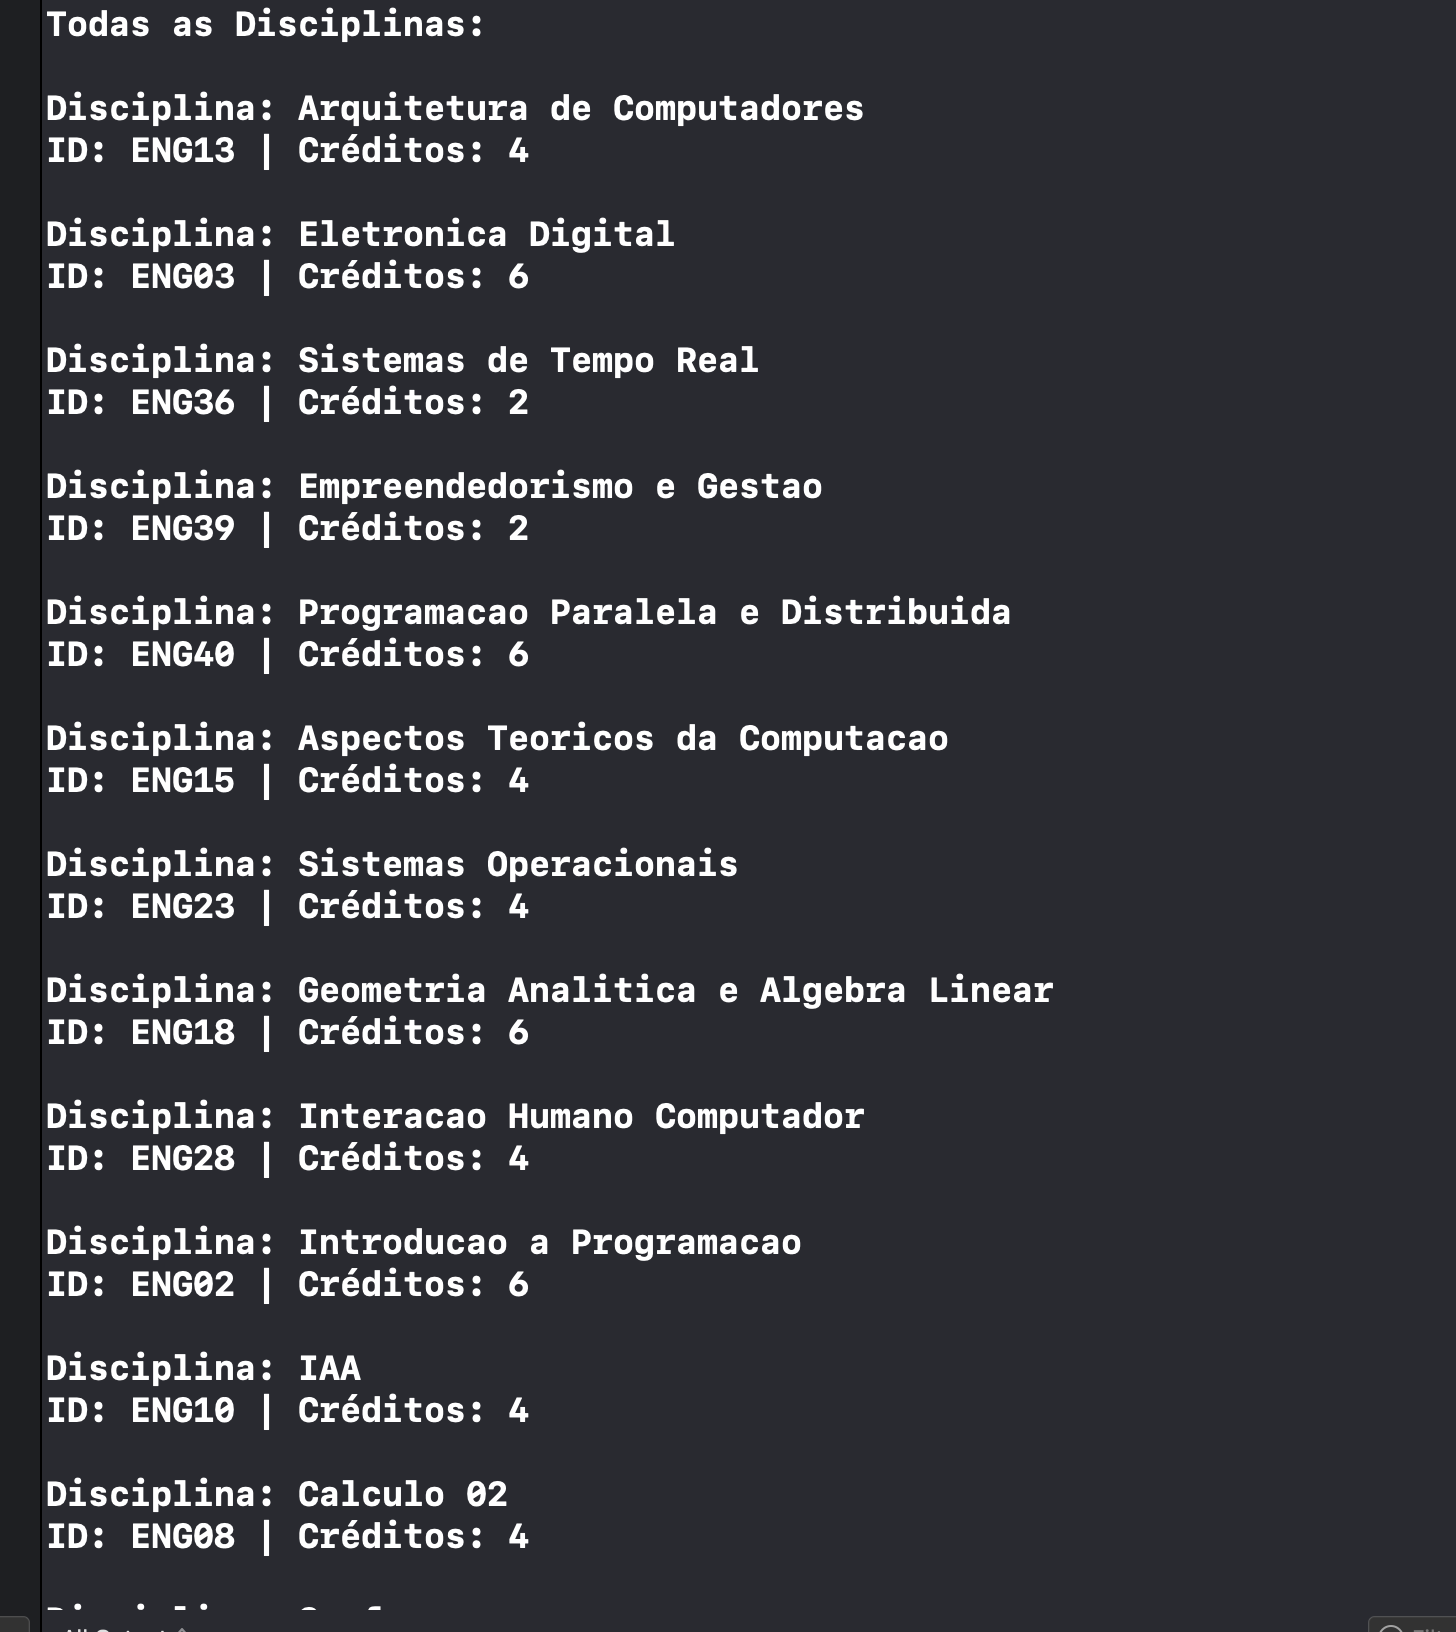 Todas as Disciplinas:
Disciplina: Arquitetura de Computadores
ID: ENG13 | Créditos: 4
Disciplina: Eletronica Digital
ID: ENG03 | Créditos: 6
Disciplina: Sistemas de Tempo Real
ID: ENG36 | Créditos: 2
Disciplina: Empreendedorismo e Gestao
ID: ENG39 | Créditos: 2
Disciplina: Programacao Paralela e Distribuida
ID: ENG40 | Créditos: 6
Disciplina: Aspectos Teoricos da Computacao
ID: ENG15 | Créditos: 4
Disciplina: Sistemas Operacionais
ID: ENG23 | Créditos: 4
Disciplina: Geometria Analitica e Algebra Linear
ID: ENG18 | Créditos: 6
Disciplina: Interacao Humano Computador
ID: ENG28 | Créditos: 4
Disciplina: Introducao a Programacao
ID: ENG02 | Créditos: 6
Disciplina: IAA
ID: ENG10 | Créditos: 4
Disciplina: Calculo 02
ID: ENG08 | Créditos: 4